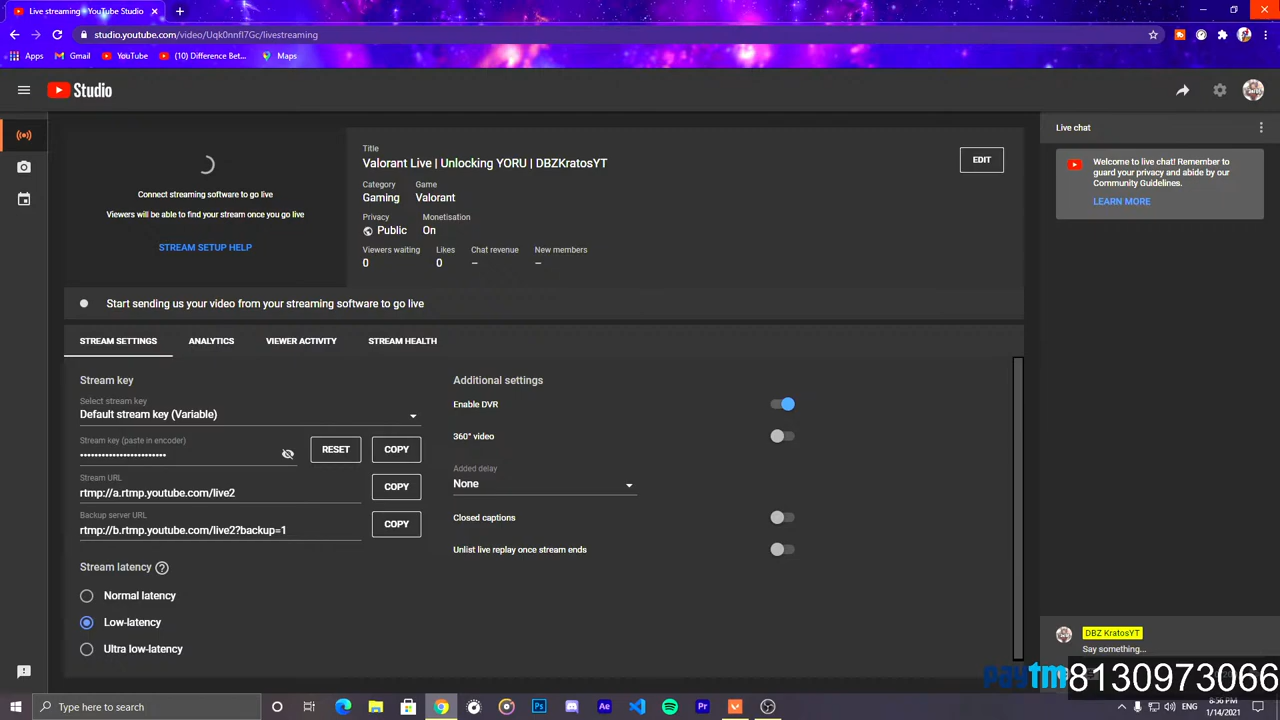 Live streaming - YouTube Studio
studio.youtube.com/video/Uqk0nnfI7Gc/livestreaming
Apps
Gmail
YouTube
(10) Difference Bet...
Maps
Studio
Connect streaming software to go live
Viewers will be able to find your stream once you go live
STREAM SETUP HELP
Title
Valorant Live | Unlocking YORU | DBZKratosYT
EDIT
Category Game
Gaming Valorant
Privacy Monetisation
Public On
Viewers waiting Likes Chat revenue New members
0 0 – –
Start sending us your video from your streaming software to go live
STREAM SETTINGS
ANALYTICS
VIEWER ACTIVITY
STREAM HEALTH
Stream key
Select stream key
Default stream key (Variable)
Stream key (paste in encoder)
••••••••••••••••••••••••
RESET
COPY
Stream URL
rtmp://a.rtmp.youtube.com/live2
COPY
Backup server URL
rtmp://b.rtmp.youtube.com/live2?backup=1
COPY
Stream latency
Normal latency
Low-latency
Ultra low-latency
Additional settings
Enable DVR
360° video
Added delay
None
Closed captions
Unlist live replay once stream ends
Live chat
Welcome to live chat! Remember to
guard your privacy and abide by our
Community Guidelines.
LEARN MORE
DBZ KratosYT
Say something...
paytm 8130973066
Type here to search
Ps
Ae
Pr
ENG
8:56 PM
1/14/2021